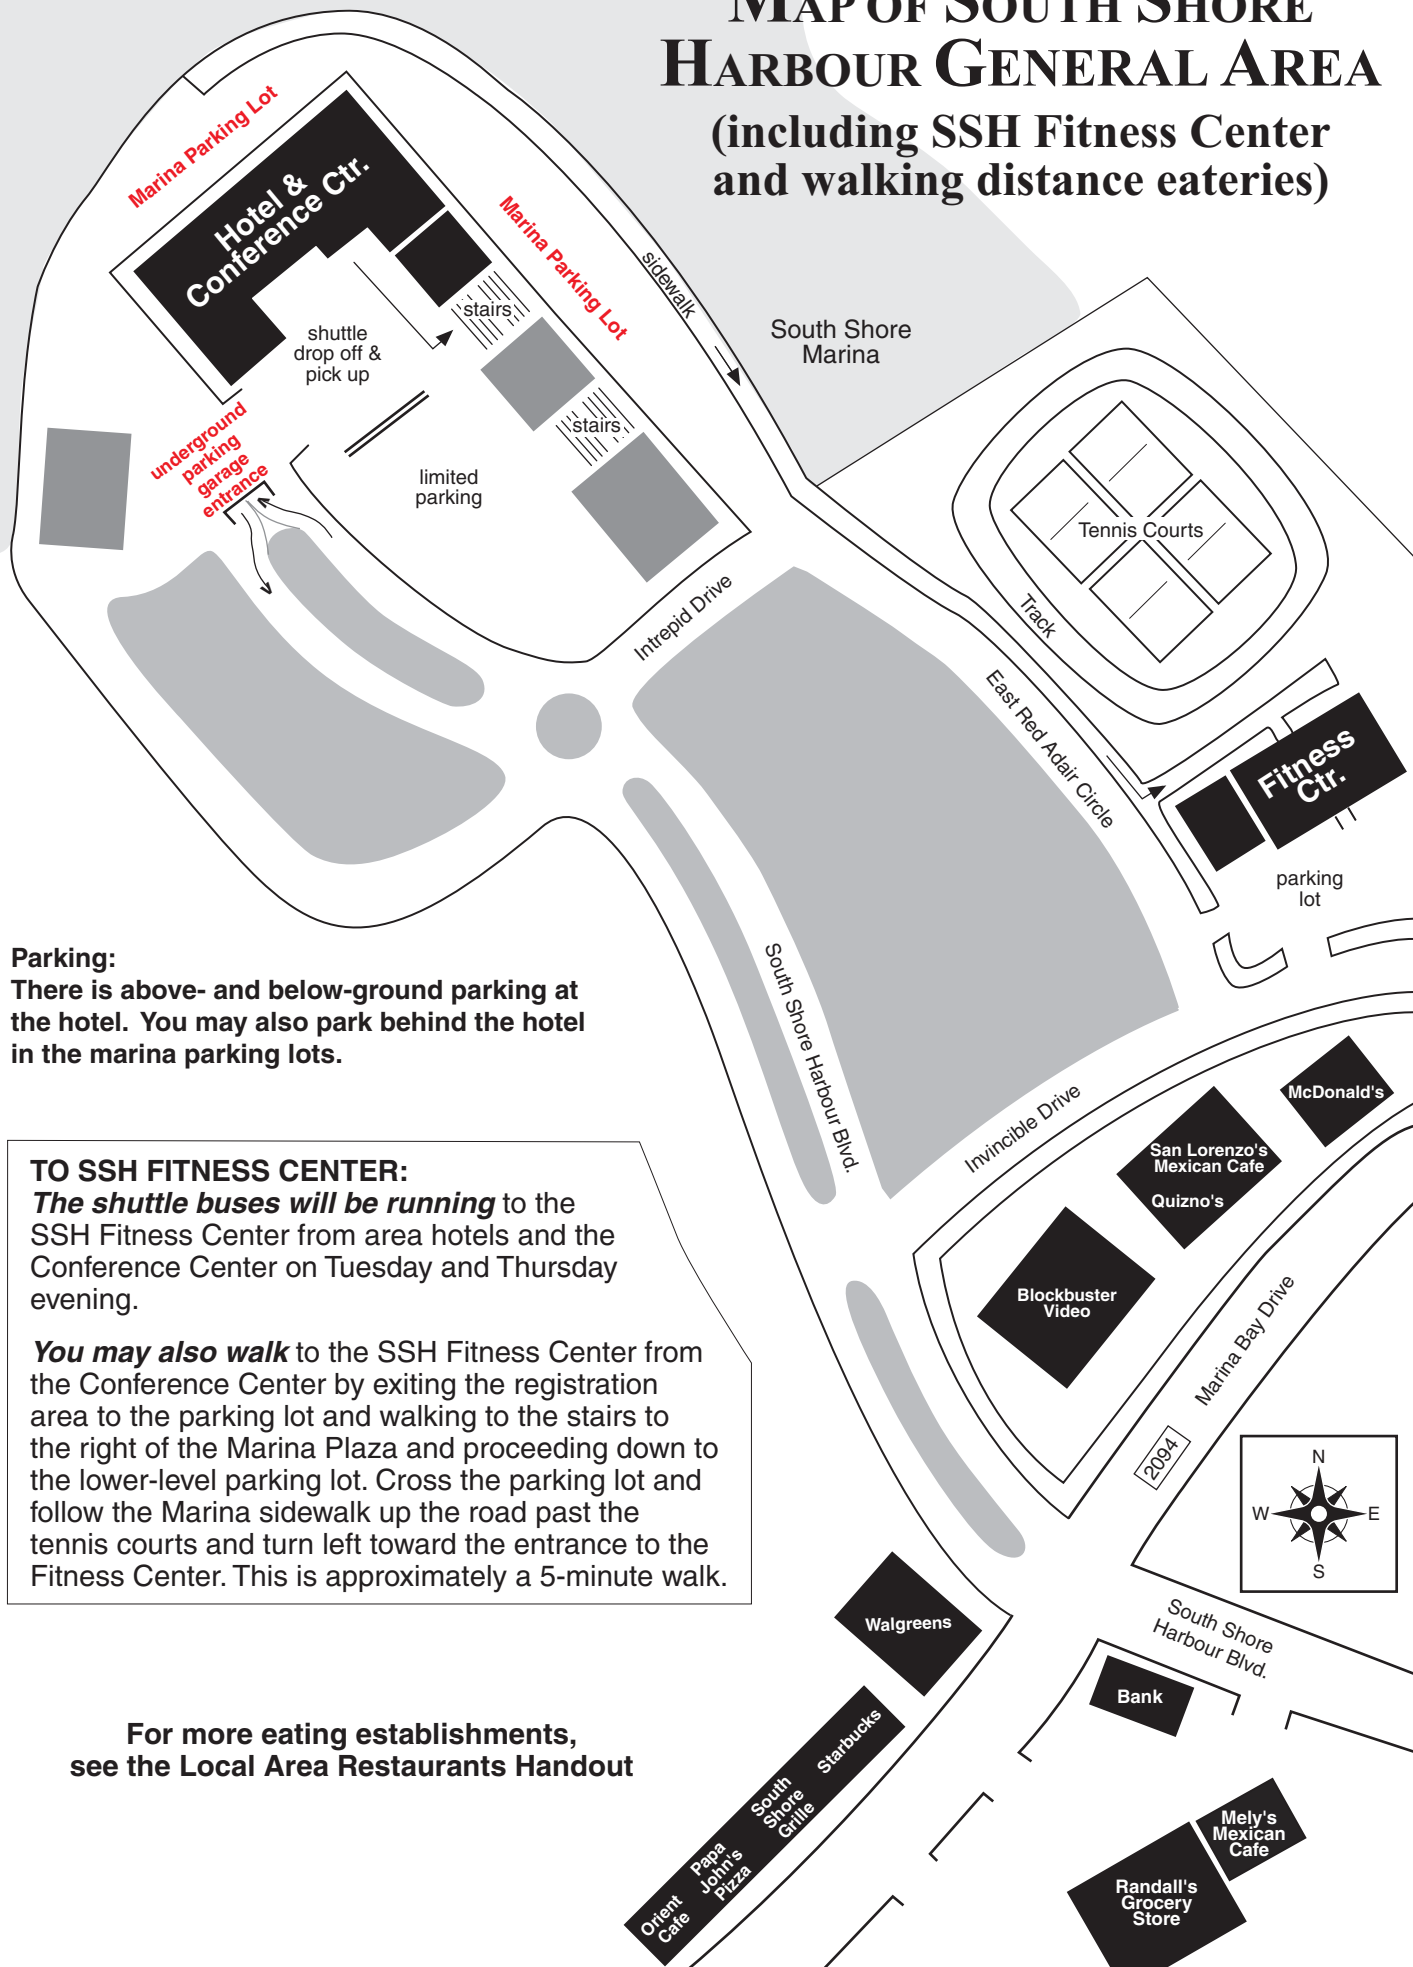 MAP OF SOUTH SHORE
HARBOUR GENERAL AREA
(including SSH Fitness Center
and walking distance eateries)
Marina Parking Lot
Hotel &
Conference Ctr.
Marina Parking Lot
sidewalk
stairs
South Shore
Marina
shuttle
drop off &
pick up
stairs
underground
parking
garage
entrance
limited
parking
Tennis Courts
Track
Intrepid Drive
East Red Adair Circle
Fitness
Ctr.
parking
lot
South Shore Harbour Blvd.
Parking:
There is above- and below-ground parking at
the hotel. You may also park behind the hotel
in the marina parking lots.
Invincible Drive
McDonald's
San Lorenzo's
Mexican Cafe
Quizno's
Blockbuster
Video
Marina Bay Drive
2094
TO SSH FITNESS CENTER:
The shuttle buses will be running to the
SSH Fitness Center from area hotels and the
Conference Center on Tuesday and Thursday
evening.
You may also walk to the SSH Fitness Center from
the Conference Center by exiting the registration
area to the parking lot and walking to the stairs to
the right of the Marina Plaza and proceeding down to
the lower-level parking lot. Cross the parking lot and
follow the Marina sidewalk up the road past the
tennis courts and turn left toward the entrance to the
Fitness Center. This is approximately a 5-minute walk.
N
W
E
S
Walgreens
South Shore
Harbour Blvd.
Bank
For more eating establishments,
see the Local Area Restaurants Handout
Starbucks
South
Shore
Grille
Papa
John's
Pizza
Orient
Cafe
Mely's
Mexican
Cafe
Randall's
Grocery
Store